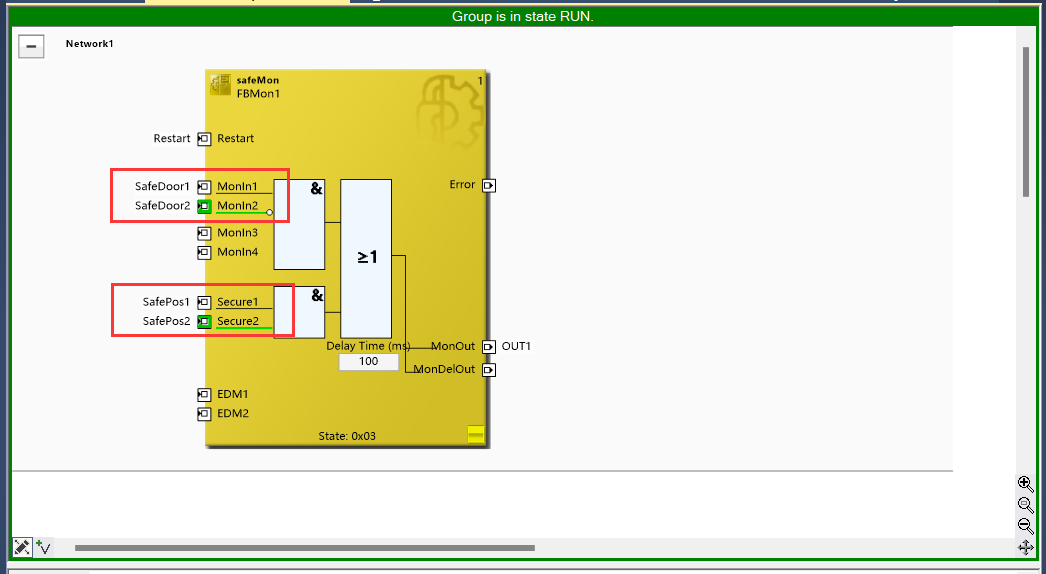 Group is in state RUN.
Network1
safeMon
1
FBMon1
Restart Restart
SafeDoor1 MonIn1 & Error
SafeDoor2 MonIn2
MonIn3
MonIn4
≥1
SafePos1 Secure1 &
SafePos2 Secure2
Delay Time (ms) MonOut OUT1
100
MonDelOut
EDM1
EDM2
State: 0x03